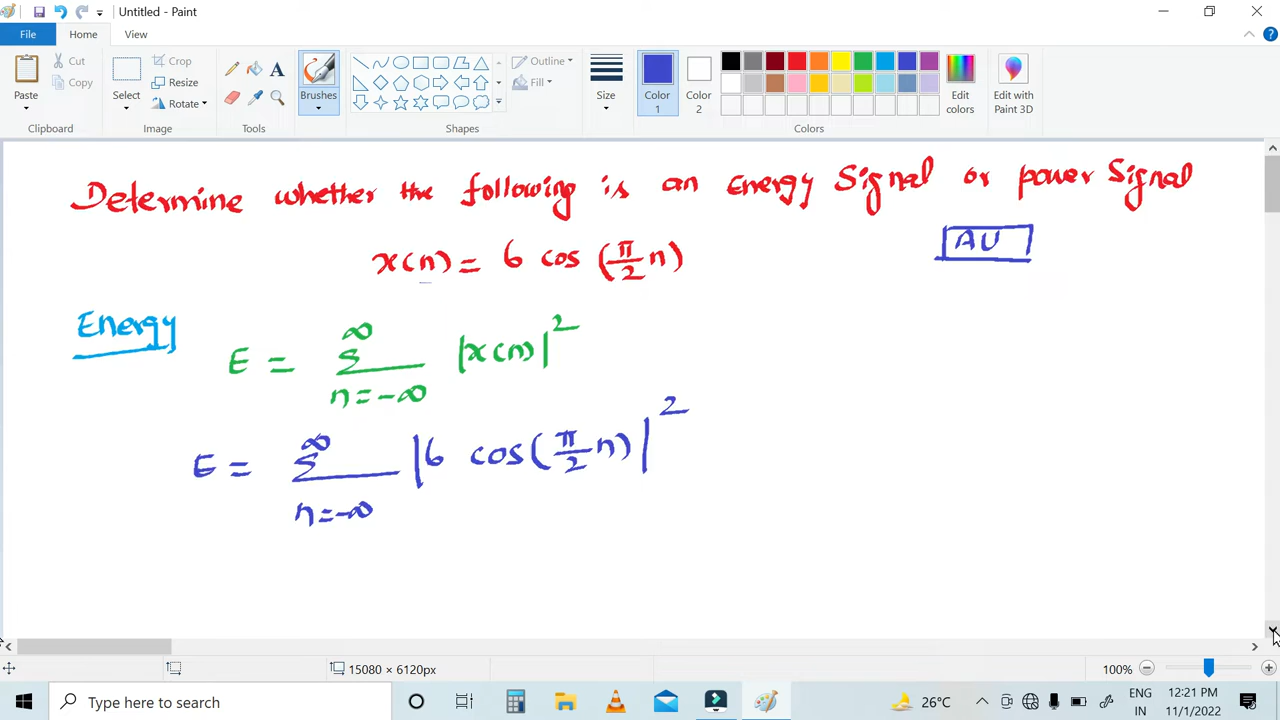 Untitled - Paint
File Home View
Paste Cut Copy Select Crop Resize Rotate Brushes Outline Fill Size Color 1 Color 2 Edit colors Edit with Paint 3D
Clipboard Image Tools Shapes Colors
Determine whether the following is an Energy Signal or power Signal
x(n) = 6 cos (π/2 n)
AU
Energy
E = Σ_{n=-∞}^{∞} |x(n)|²
E = Σ_{n=-∞}^{∞} |6 cos(π/2 n)|²
15080 × 6120px 100%
Type here to search 26°C ENG IN 12:21 PM 11/1/2022